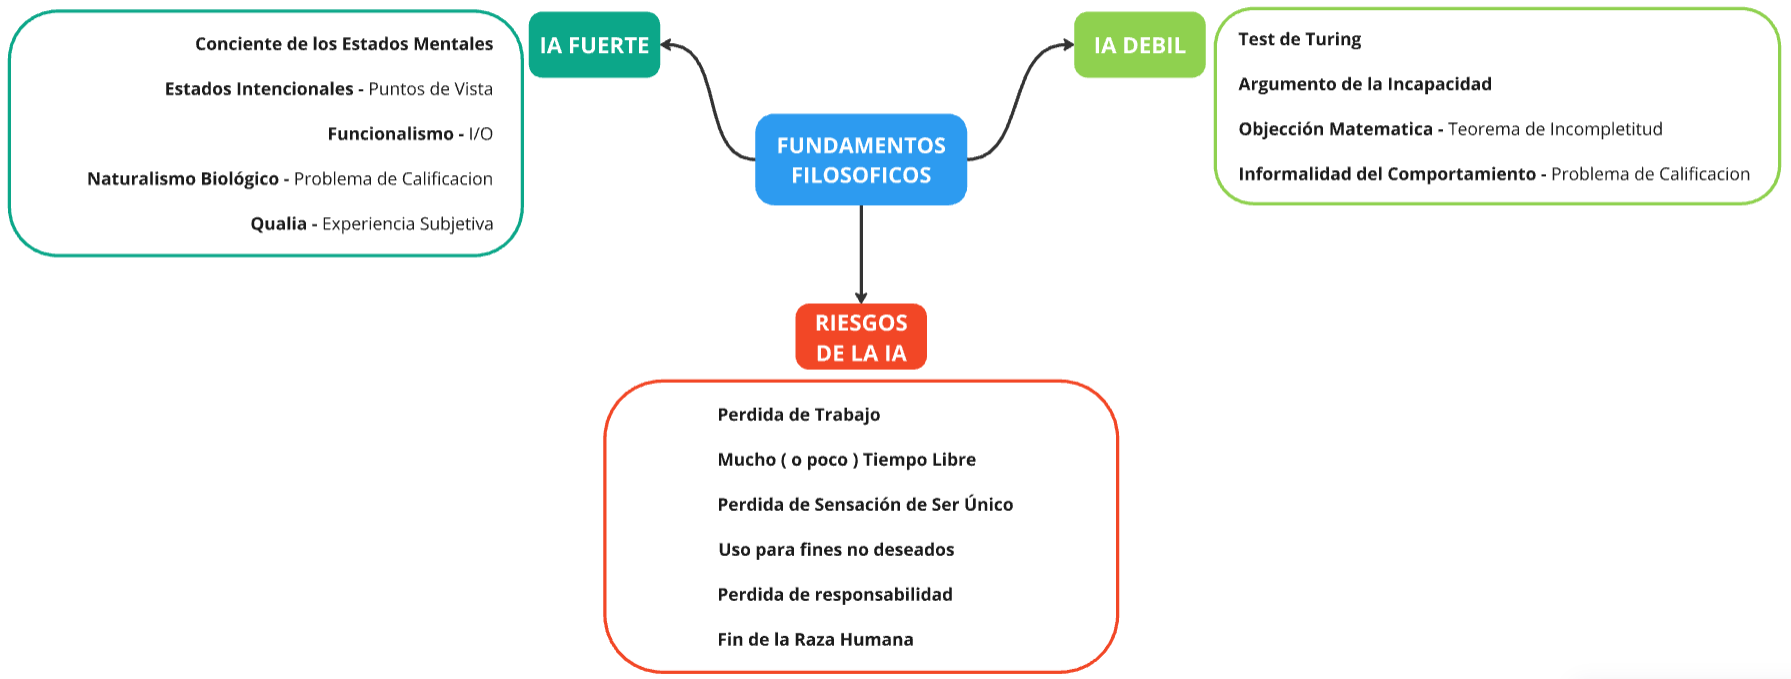 Conciente de los Estados Mentales
Estados Intencionales - Puntos de Vista
Funcionalismo - I/O
Naturalismo Biológico - Problema de Calificacion
Qualia - Experiencia Subjetiva
IA FUERTE
FUNDAMENTOS
FILOSOFICOS
IA DEBIL
Test de Turing
Argumento de la Incapacidad
Objección Matematica - Teorema de Incompletitud
Informalidad del Comportamiento - Problema de Calificacion
RIESGOS
DE LA IA
Perdida de Trabajo
Mucho ( o poco ) Tiempo Libre
Perdida de Sensación de Ser Único
Uso para fines no deseados
Perdida de responsabilidad
Fin de la Raza Humana